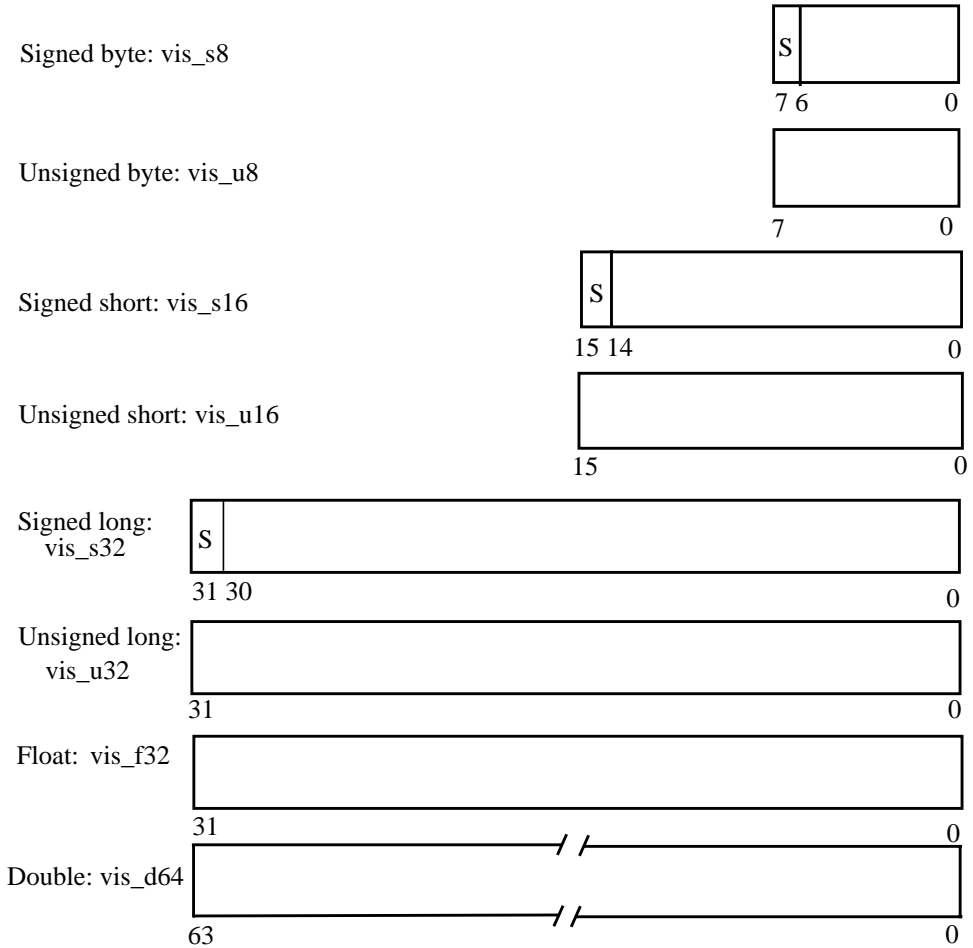 Signed byte: vis_s8
S
7 6 0
Unsigned byte: vis_u8
7 0
Signed short: vis_s16
S
15 14 0
Unsigned short: vis_u16
15 0
Signed long:
vis_s32
S
31 30 0
Unsigned long:
vis_u32
31 0
Float: vis_f32
31 0
Double: vis_d64
63 0